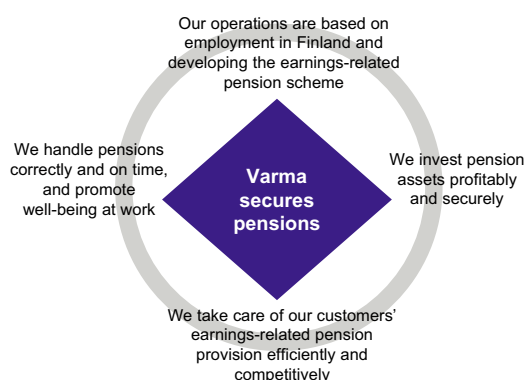 Our operations are based on
employment in Finland and
developing the earnings-related
pension scheme
We handle pensions
correctly and on time,
and promote
well-being at work
Varma
secures
pensions
We invest pension
assets profitably
and securely
We take care of our customers’
earnings-related pension
provision efficiently and
competitively